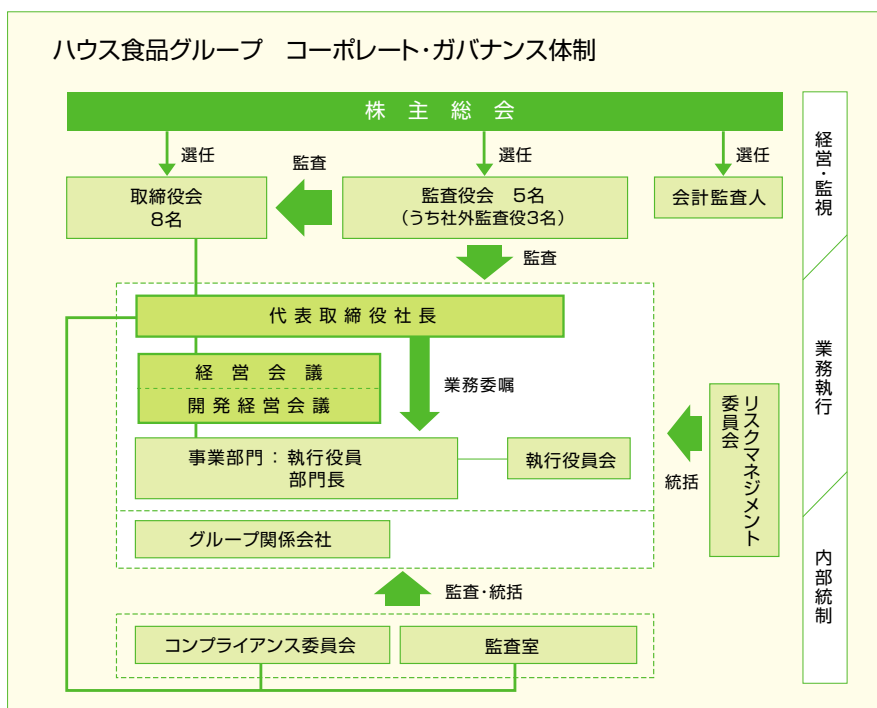 ハウス食品グループ　コーポレート・ガバナンス体制
株主総会
選任
選任
選任
監査
取締役会
8名
監査役会　5名
（うち社外監査役3名）
会計監査人
監査
代表取締役社長
経営会議
開発経営会議
業務委嘱
事業部門：執行役員
部門長
執行役員会
グループ関係会社
統括
リスクマネジメント
委員会
監査・統括
コンプライアンス委員会
監査室
経営・監視
業務執行
内部統制